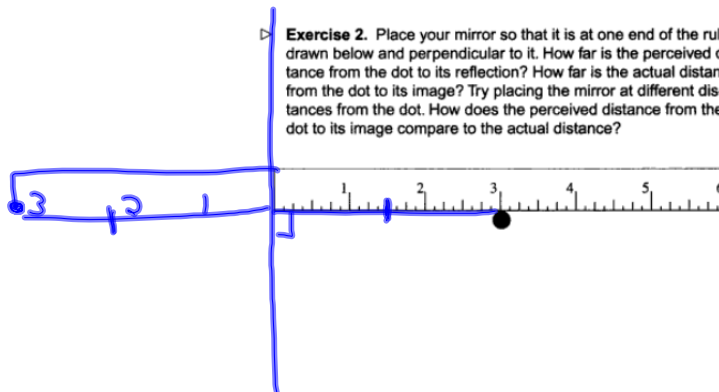 Exercise 2. Place your mirror so that it is at one end of the rul
drawn below and perpendicular to it. How far is the perceived
tance from the dot to its reflection? How far is the actual distan
from the dot to its image? Try placing the mirror at different dis-
tances from the dot. How does the perceived distance from the
dot to its image compare to the actual distance?
3 2 1 1 2 3 4 5